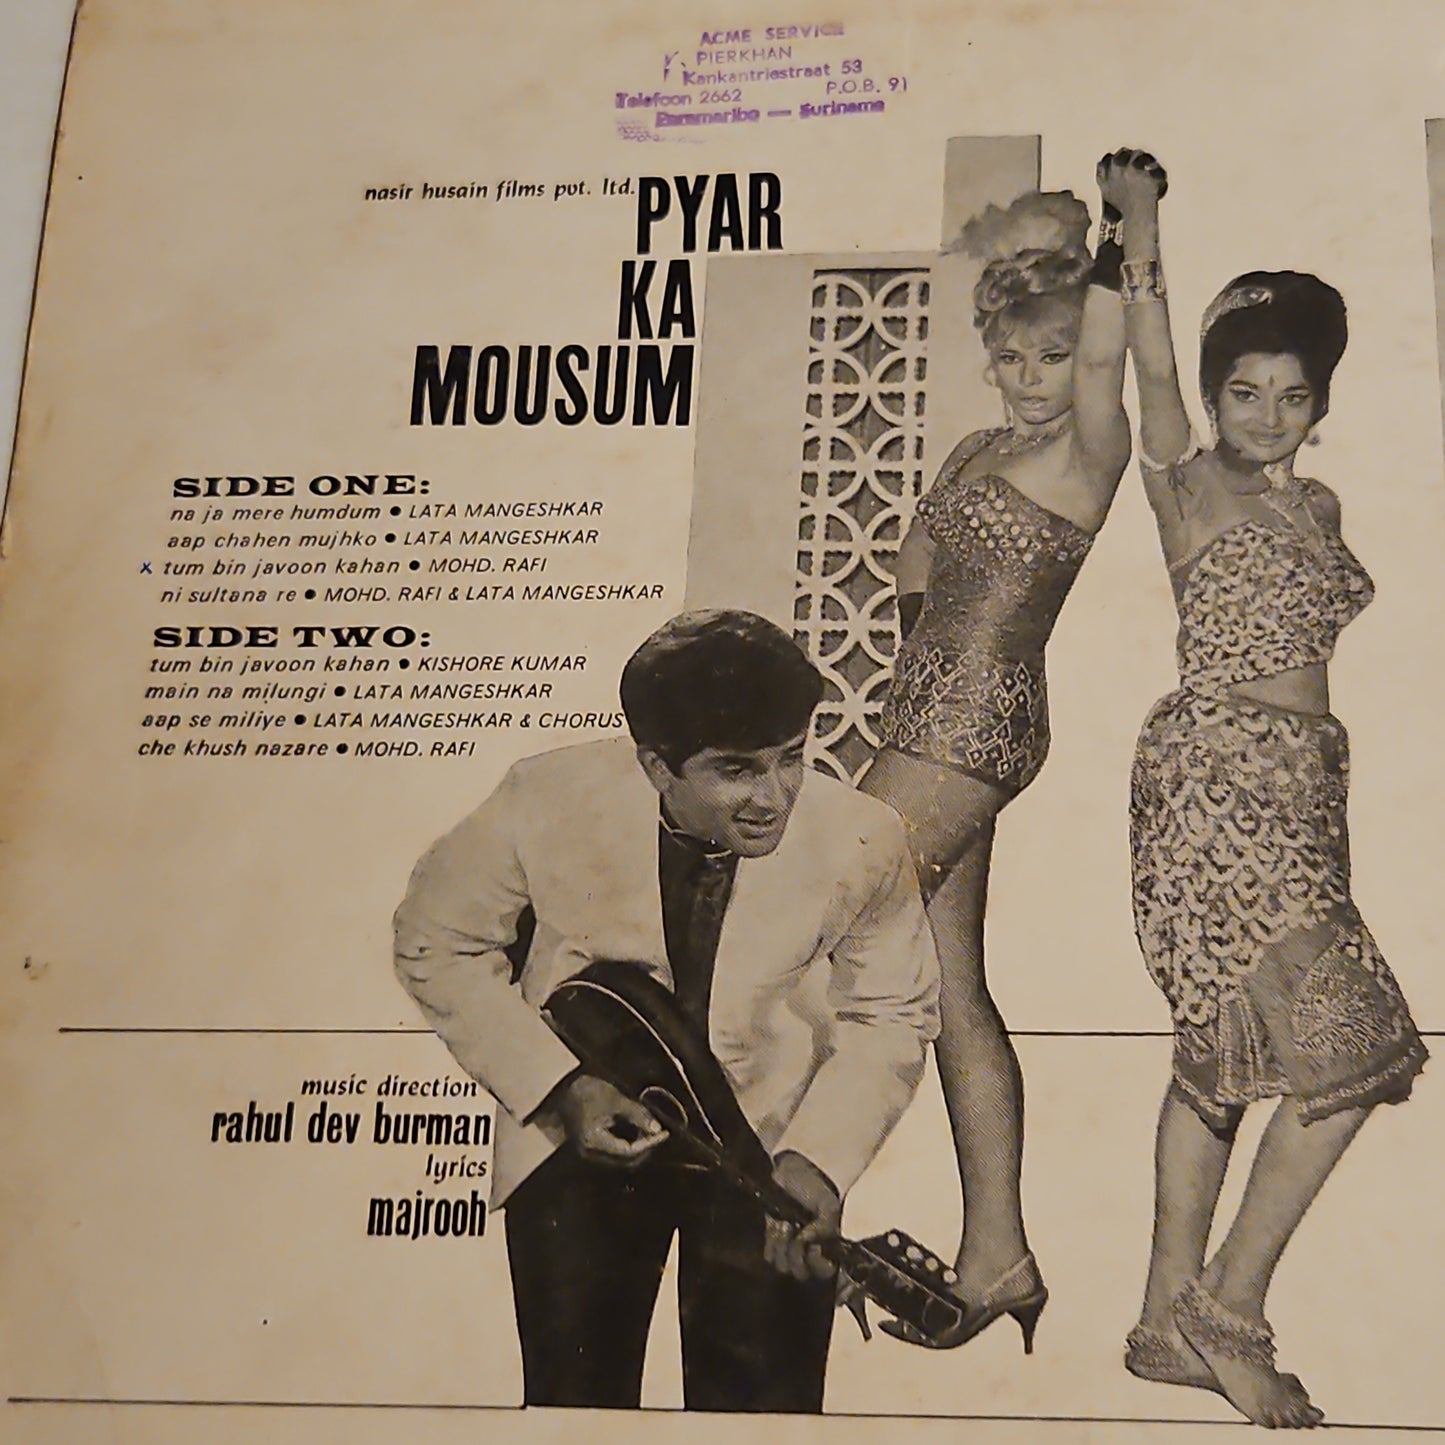 ACME SERVICE
PIERKHAN
Kankantriestraat 53
P.O.B. 91
Telefoon 2662
Paramaribo — Suriname
nasir husain films pvt. ltd.
PYAR
KA
MOUSUM
SIDE ONE:
na ja mere humdum ● LATA MANGESHKAR
aap chahen mujhko ● LATA MANGESHKAR
x tum bin javoon kahan ● MOHD. RAFI
ni sultana re ● MOHD. RAFI & LATA MANGESHKAR
SIDE TWO:
tum bin javoon kahan ● KISHORE KUMAR
main na milungi ● LATA MANGESHKAR
aap se miliye ● LATA MANGESHKAR & CHORUS
che khush nazare ● MOHD. RAFI
music direction
rahul dev burman
lyrics
majrooh